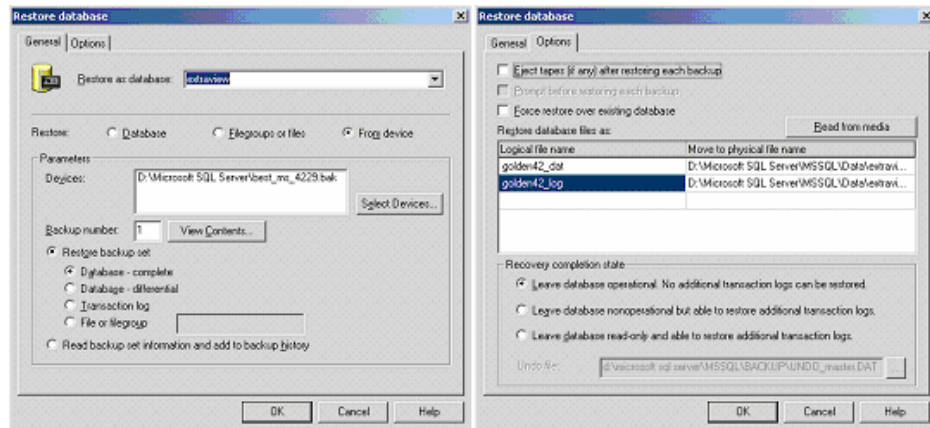 Restore database
General
Options
Restore as database:
extraview
Restore:
Database
Filegroups or files
From device
Parameters
Devices:
D:\Microsoft SQL Server\best_ms_4229.bak
Select Devices...
Backup number:
1
View Contents...
Restore backup set
Database - complete
Database - differential
Transaction log
File or filegroup
Read backup set information and add to backup history
OK
Cancel
Help
Restore database
General
Options
Eject tapes (if any) after restoring each backup
Prompt before restoring each backup
Force restore over existing database
Restore database files as:
Read from media
Logical file name
Move to physical file name
golden42_dat
D:\Microsoft SQL Server\MSSQL\Data\extravi...
golden42_log
D:\Microsoft SQL Server\MSSQL\Data\extravi...
Recovery completion state
Leave database operational. No additional transaction logs can be restored.
Leave database nonoperational but able to restore additional transaction logs.
Leave database read-only and able to restore additional transaction logs.
Undo file:
d:\microsoft sql server\MSSQL\BACKUP\UNDO_master.DAT
...
OK
Cancel
Help